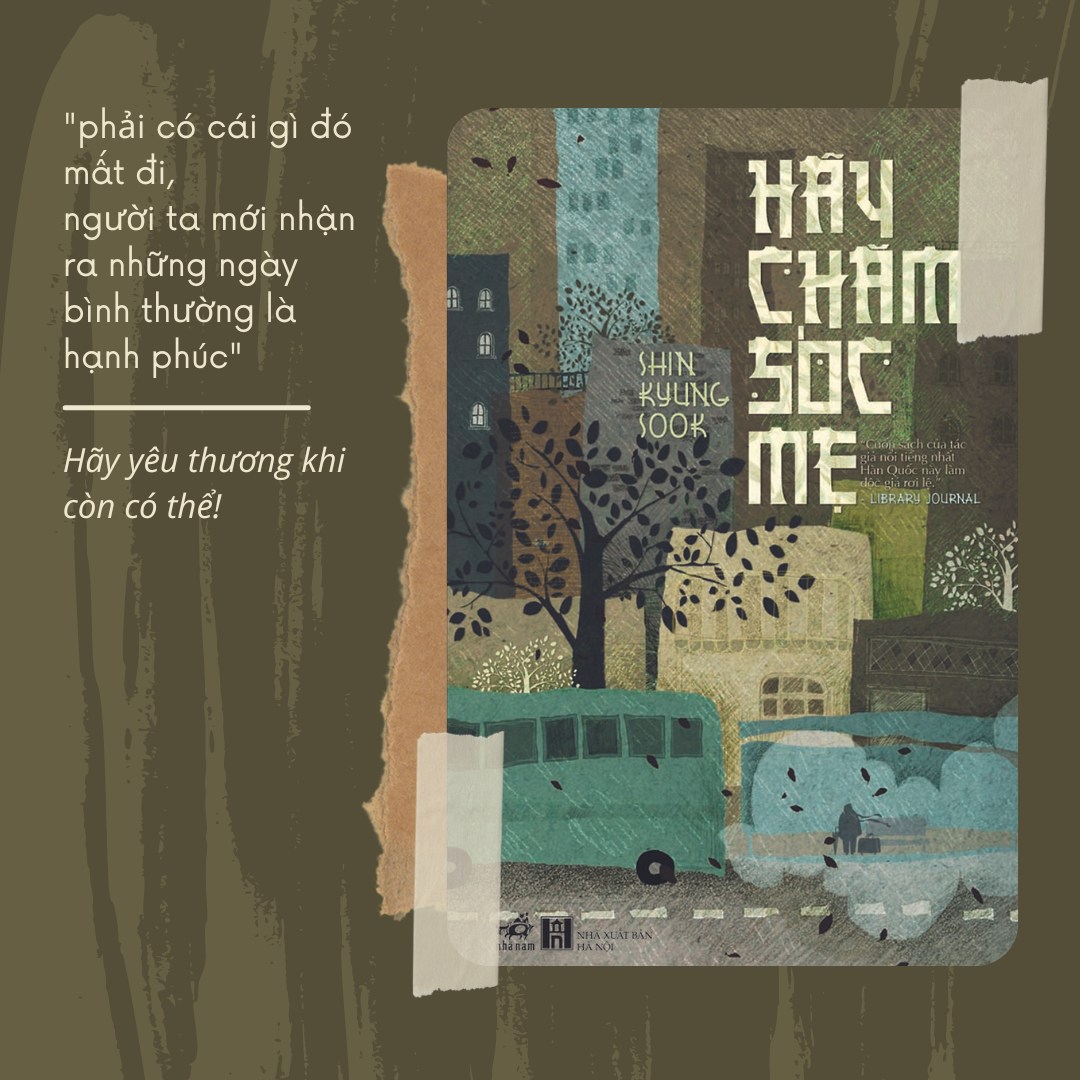 "phải có cái gì đó
mất đi,
người ta mới nhận
ra những ngày
bình thường là
hạnh phúc"
Hãy yêu thương khi
còn có thể!
HÃY
CHĂM
SÓC
MẸ
SHIN
KYUNG
SOOK
"Cuốn sách của tác
giả nổi tiếng nhất
Hàn Quốc này làm
độc giả rơi lệ."
- LIBRARY JOURNAL
nhã nam
NHÀ XUẤT BẢN
HÀ NỘI